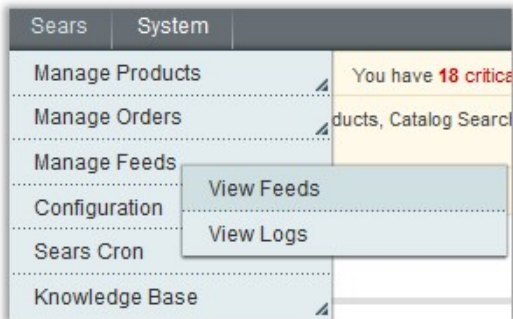 Sears System
Manage Products
You have 18 critica
Manage Orders
ducts, Catalog Searc
Manage Feeds
View Feeds
Configuration
View Logs
Sears Cron
Knowledge Base